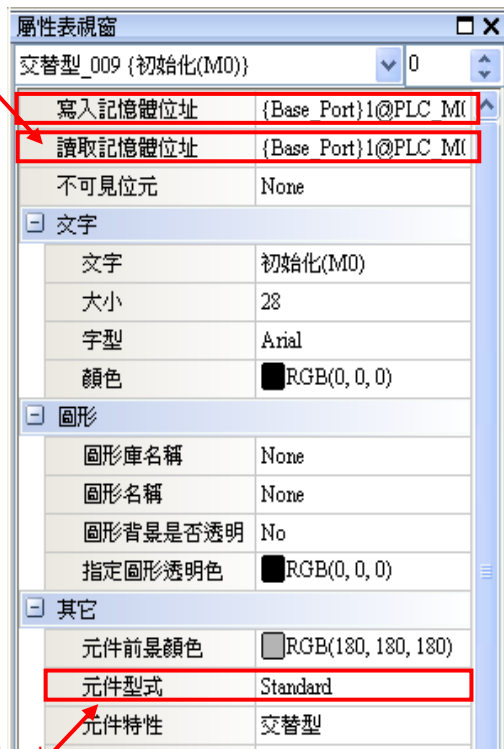 屬性表視窗
交替型_009 {初始化(M0)} 0
寫入記憶體位址 {Base_Port}1@PLC_M(
讀取記憶體位址 {Base_Port}1@PLC_M(
不可見位元 None
文字
文字 初始化(M0)
大小 28
字型 Arial
顏色 RGB(0, 0, 0)
圖形
圖形庫名稱 None
圖形名稱 None
圖形背景是否透明 No
指定圖形透明色 RGB(0, 0, 0)
其它
元件前景顏色 RGB(180, 180, 180)
元件型式 Standard
元件特性 交替型